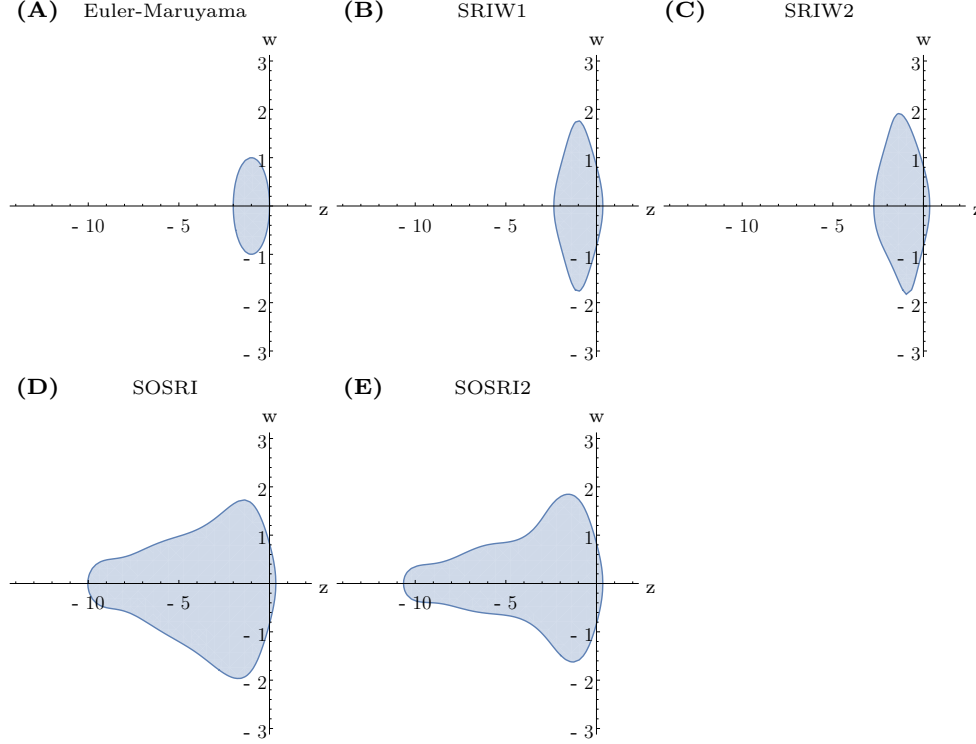 (A) Euler-Maruyama
w
3
2
1
- 10 - 5 z
- 1
- 2
- 3
(B) SRIW1
w
3
2
1
- 10 - 5 z
- 1
- 2
- 3
(C) SRIW2
w
3
2
1
- 10 - 5 z
- 1
- 2
- 3
(D) SOSRI
w
3
2
1
- 10 - 5 z
- 1
- 2
- 3
(E) SOSRI2
w
3
2
1
- 10 - 5 z
- 1
- 2
- 3